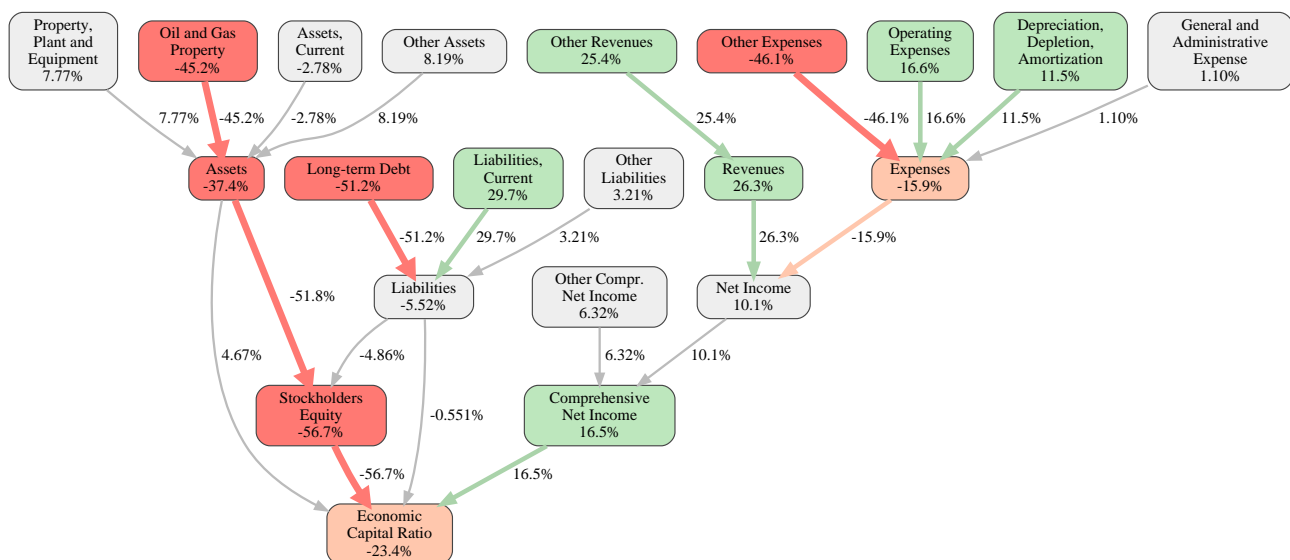 Property,
Plant and
Equipment
7.77%
Oil and Gas
Property
-45.2%
Assets,
Current
-2.78%
Other Assets
8.19%
Other Revenues
25.4%
Other Expenses
-46.1%
Operating
Expenses
16.6%
Depreciation,
Depletion,
Amortization
11.5%
General and
Administrative
Expense
1.10%
7.77%
-45.2%
-2.78%
8.19%
25.4%
-46.1%
16.6%
11.5%
1.10%
Assets
-37.4%
Long-term Debt
-51.2%
Liabilities,
Current
29.7%
Other
Liabilities
3.21%
Revenues
26.3%
Expenses
-15.9%
-51.2%
29.7%
3.21%
26.3%
-15.9%
-51.8%
Liabilities
-5.52%
Other Compr.
Net Income
6.32%
Net Income
10.1%
4.67%
-4.86%
6.32%
10.1%
Stockholders
Equity
-56.7%
-0.551%
Comprehensive
Net Income
16.5%
-56.7%
16.5%
Economic
Capital Ratio
-23.4%